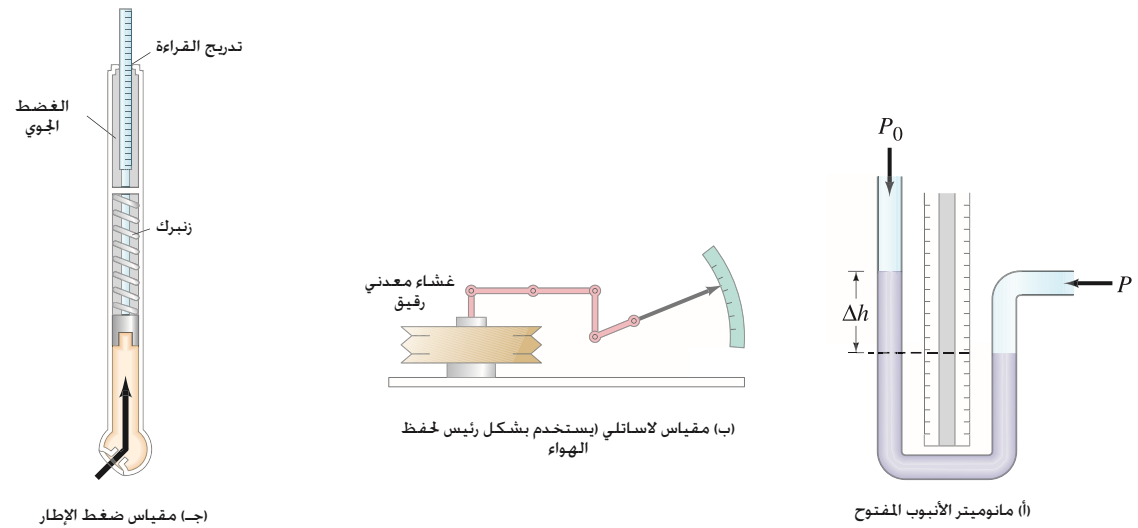 P₀
Δh
P
(أ) مانوميتر الأنبوب المفتوح
غشاء معدني
رقيق
(ب) مقياس لاساتلي (يستخدم بشكل رئيس لحفظ
الهواء
تدريج القراءة
الغضط
الجوي
زنبرك
(جـ) مقياس ضغط الإطار